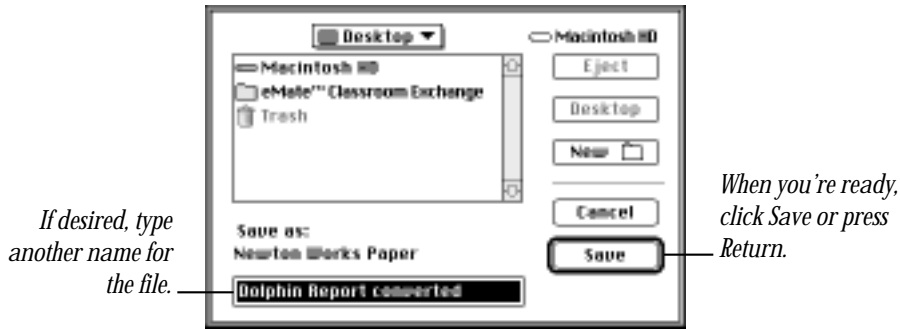 Desktop
Macintosh HD
Macintosh HD
eMate™ Classroom Exchange
Trash
Eject
Desktop
New
Cancel
Save
Save as:
Newton Works Paper
Dolphin Report converted
If desired, type
another name for
the file.
When you're ready,
click Save or press
Return.